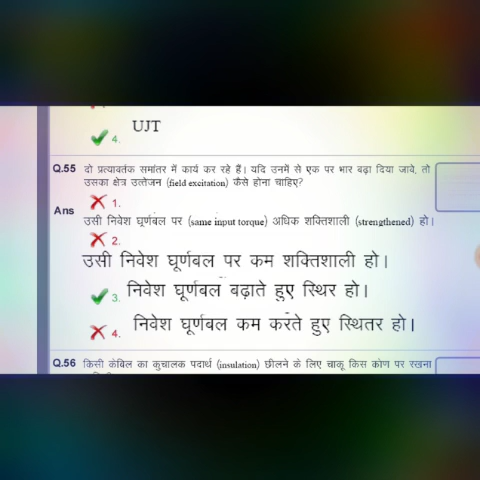 4. UJT
Q.55 दो प्रत्यावर्तक समांतर में कार्य कर रहे हैं। यदि उनमें से एक पर भार बढ़ा दिया जावे, तो
उसका क्षेत्र उत्तेजन (field excitation) कैसे होना चाहिए?
Ans
1.
उसी निवेश घूर्णबल पर (same input torque) अधिक शक्तिशाली (strengthened) हो।
2.
उसी निवेश घूर्णबल पर कम शक्तिशाली हो।
3. निवेश घूर्णबल बढ़ाते हुए स्थिर हो।
4. निवेश घूर्णबल कम करते हुए स्थितर हो।
Q.56 किसी केबिल का कुचालक पदार्थ (insulation) छीलने के लिए चाकू किस कोण पर रखना